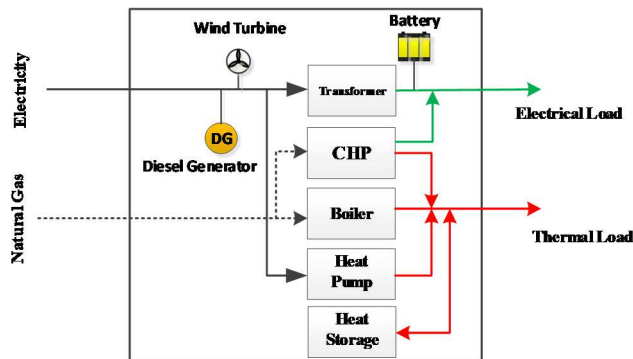 Wind Turbine
Battery
Electricity
Transformer
Electrical Load
DG
Diesel Generator
CHP
Natural Gas
Boiler
Thermal Load
Heat
Pump
Heat
Storage